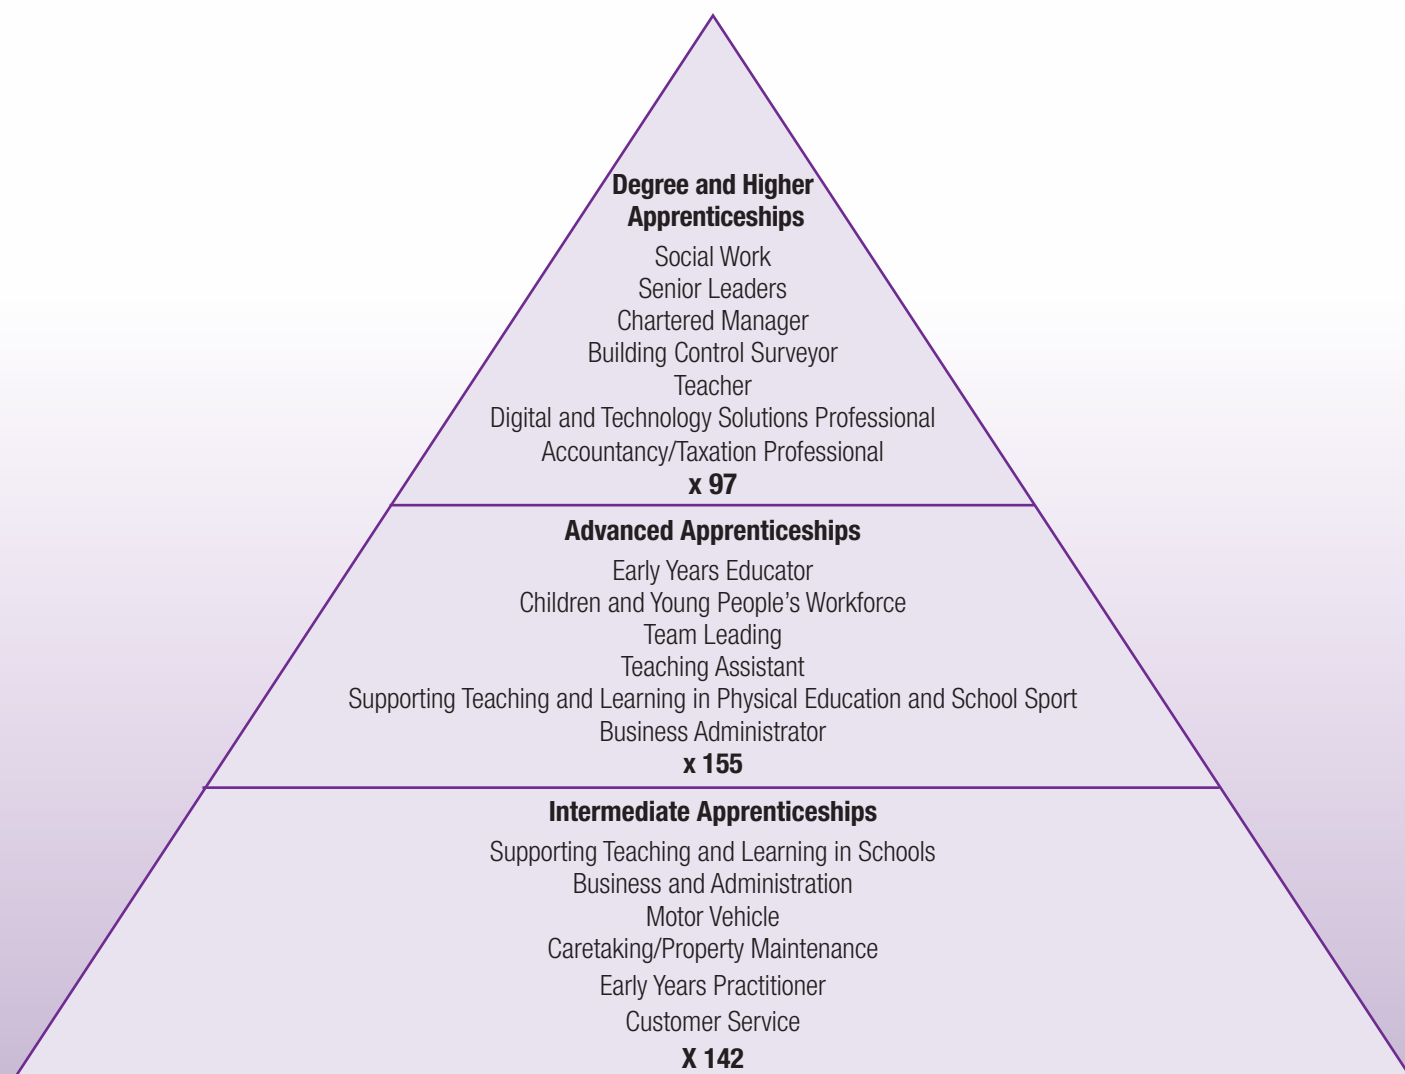 Degree and Higher
Apprenticeships
Social Work
Senior Leaders
Chartered Manager
Building Control Surveyor
Teacher
Digital and Technology Solutions Professional
Accountancy/Taxation Professional
x 97
Advanced Apprenticeships
Early Years Educator
Children and Young People’s Workforce
Team Leading
Teaching Assistant
Supporting Teaching and Learning in Physical Education and School Sport
Business Administrator
x 155
Intermediate Apprenticeships
Supporting Teaching and Learning in Schools
Business and Administration
Motor Vehicle
Caretaking/Property Maintenance
Early Years Practitioner
Customer Service
X 142